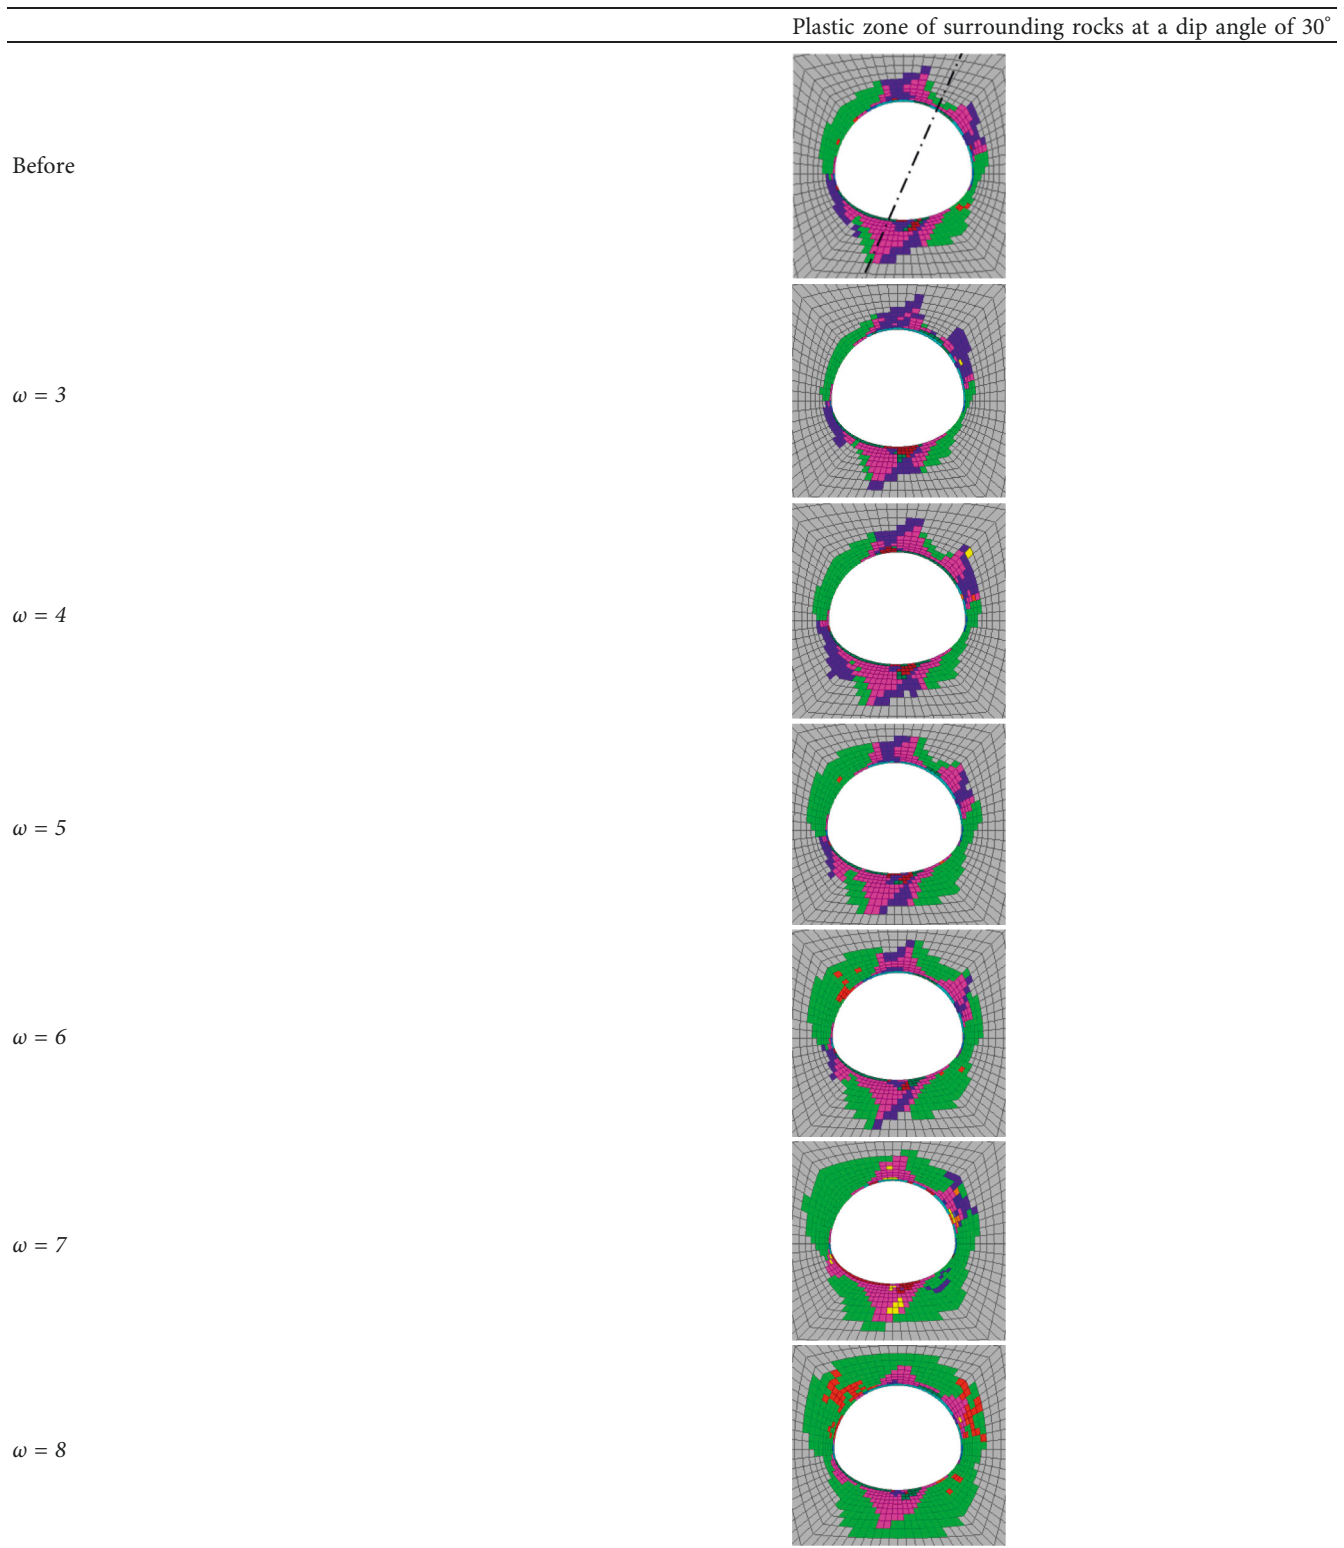 Plastic zone of surrounding rocks at a dip angle of 30°
Before
ω = 3
ω = 4
ω = 5
ω = 6
ω = 7
ω = 8